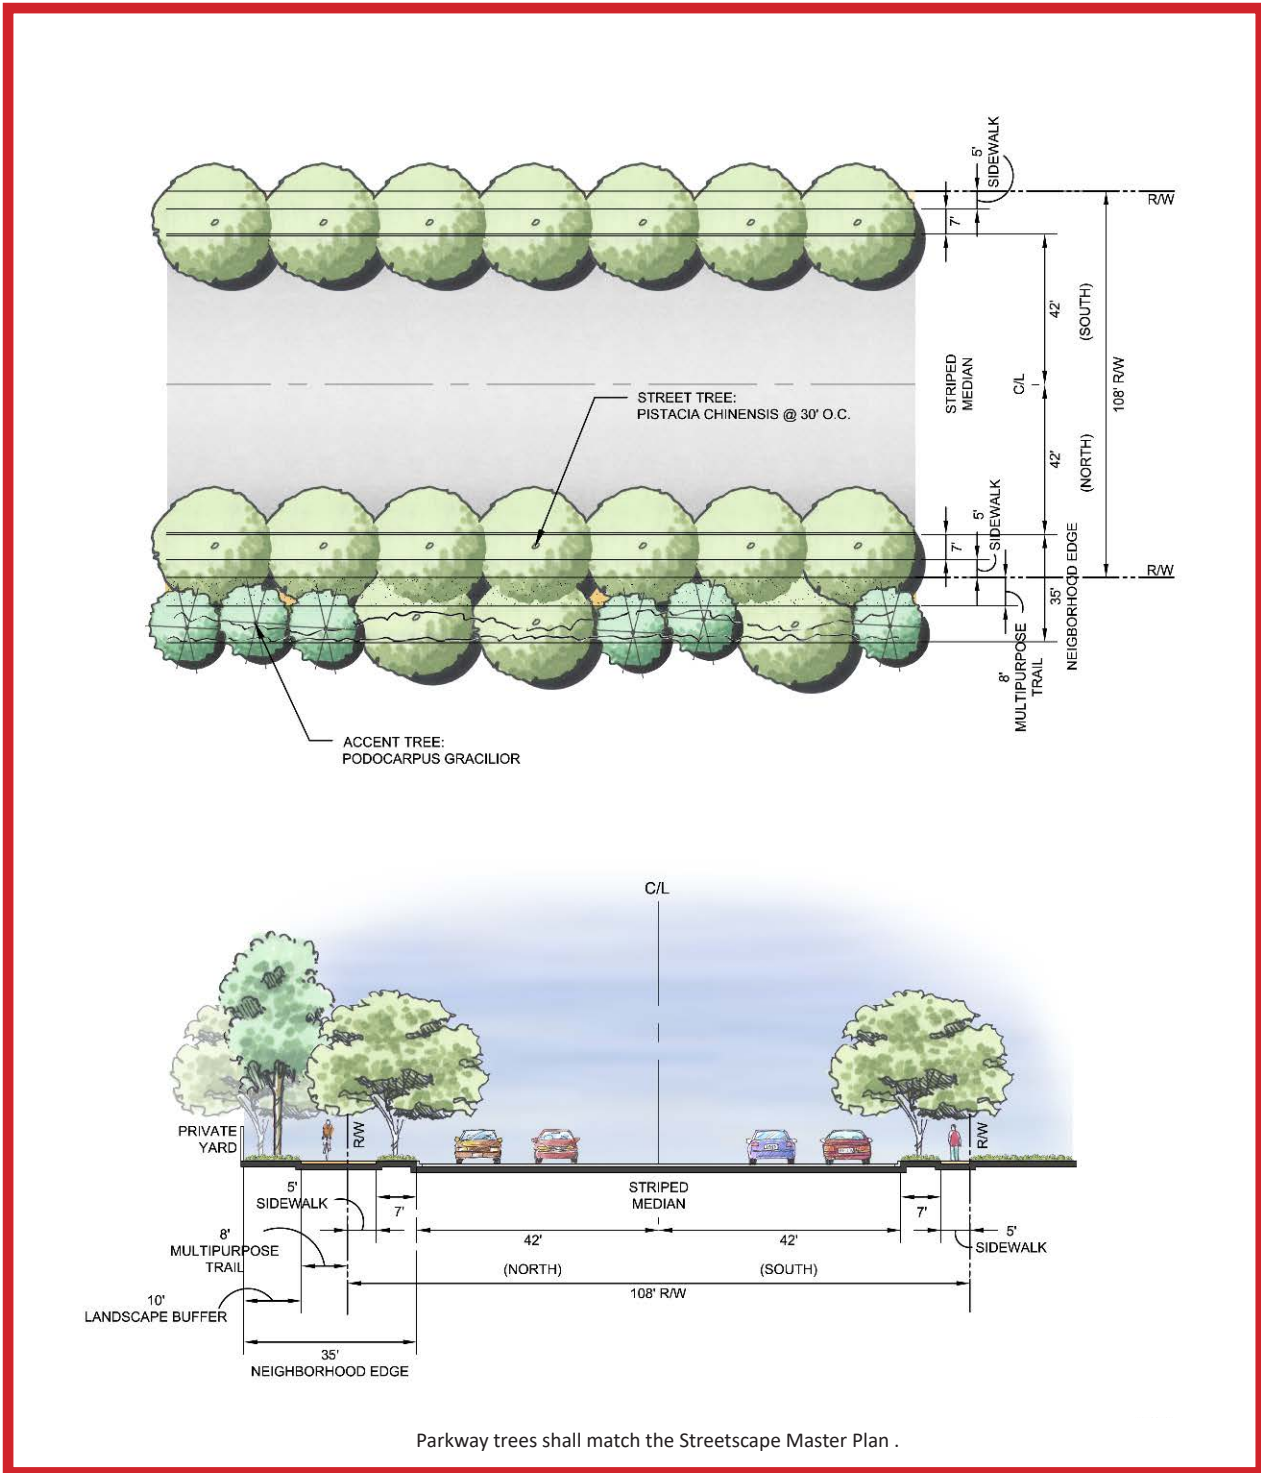 5'
SIDEWALK
R/W
7'
42'
(SOUTH)
STRIPED
MEDIAN
C/L
108' R/W
STREET TREE:
PISTACIA CHINENSIS @ 30' O.C.
42'
(NORTH)
5'
SIDEWALK
7'
R/W
35'
NEIGBORHOOD EDGE
8'
MULTIPURPOSE
TRAIL
ACCENT TREE:
PODOCARPUS GRACILIOR
C/L
PRIVATE
YARD
R/W
R/W
5'
SIDEWALK
7'
STRIPED
MEDIAN
7'
5'
SIDEWALK
8'
MULTIPURPOSE
TRAIL
42'
42'
(NORTH)
(SOUTH)
108' R/W
10'
LANDSCAPE BUFFER
35'
NEIGHBORHOOD EDGE
Parkway trees shall match the Streetscape Master Plan .